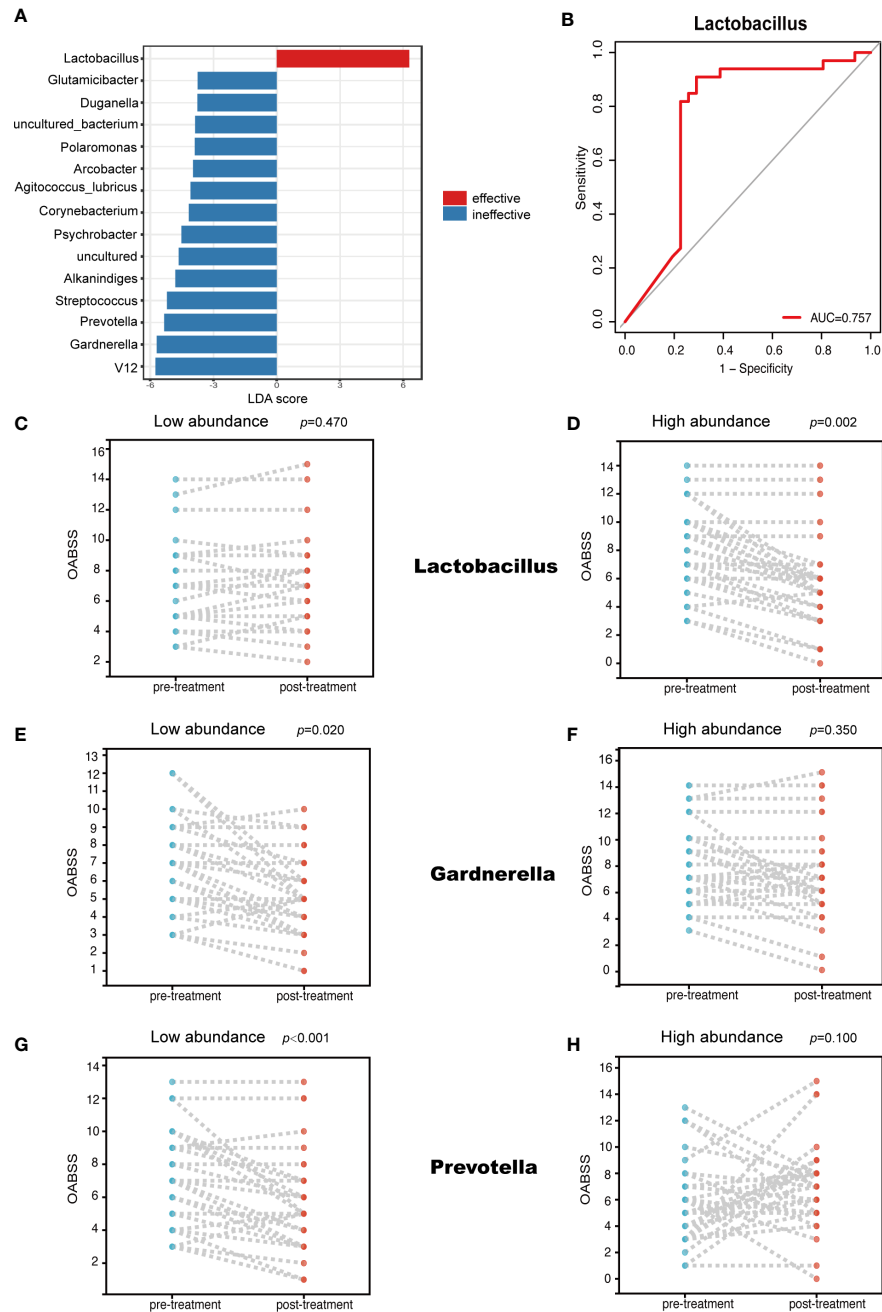 A
Lactobacillus
Glutamicibacter
Duganella
uncultured_bacterium
Polaromonas
Arcobacter
Agitococcus_lubricus
Corynebacterium
Psychrobacter
uncultured
Alkanindiges
Streptococcus
Prevotella
Gardnerella
V12
-6 -3 0 3 6
LDA score
effective
ineffective
B
Lactobacillus
Sensitivity
1.0
0.8
0.6
0.4
0.2
0.0
AUC=0.757
0.0 0.2 0.4 0.6 0.8 1.0
1 – Specificity
C
Low abundance p=0.470
OABSS
16
14
12
10
8
6
4
2
pre-treatment post-treatment
Lactobacillus
D
High abundance p=0.002
OABSS
14
12
10
8
6
4
2
0
pre-treatment post-treatment
E
Low abundance p=0.020
OABSS
13
12
11
10
9
8
7
6
5
4
3
2
1
pre-treatment post-treatment
Gardnerella
F
High abundance p=0.350
OABSS
16
14
12
10
8
6
4
2
0
pre-treatment post-treatment
G
Low abundance p<0.001
OABSS
14
12
10
8
6
4
2
pre-treatment post-treatment
Prevotella
H
High abundance p=0.100
OABSS
16
14
12
10
8
6
4
2
0
pre-treatment post-treatment